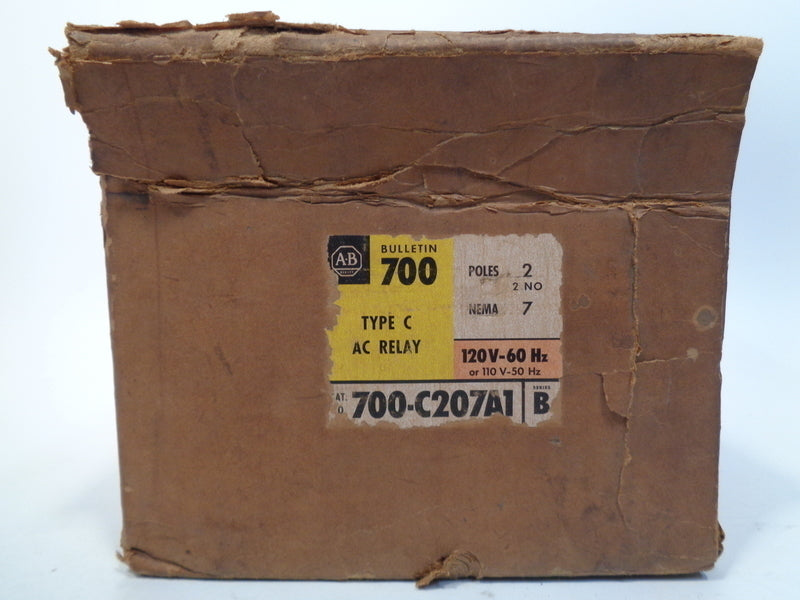 A-B
BULLETIN
700
TYPE C
AC RELAY
POLES 2
2 NO
NEMA 7
120V-60 Hz
or 110 V-50 Hz
AT.
O. 700-C207A1
SERIES
B